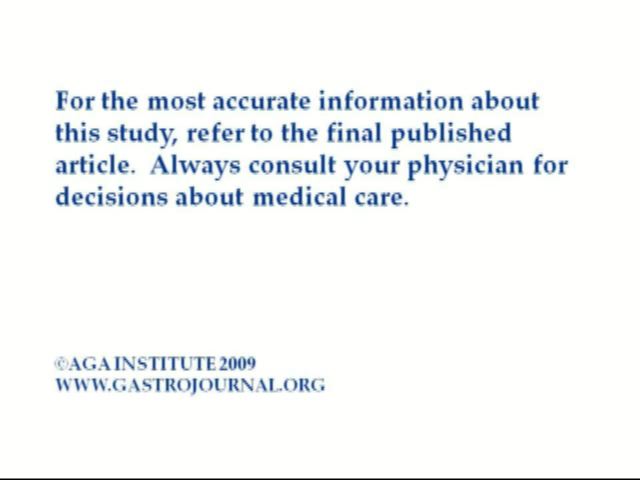 For the most accurate information about
this study, refer to the final published
article.  Always consult your physician for
decisions about medical care.
©AGA INSTITUTE 2009
WWW.GASTROJOURNAL.ORG